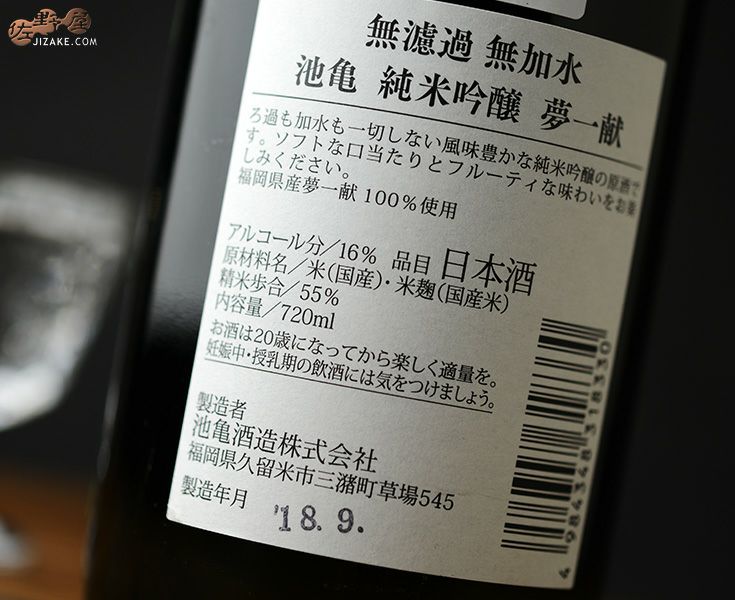 佐野屋
JIZAKE.COM
無濾過 無加水
池亀 純米吟醸 夢一献
ろ過も加水も一切しない風味豊かな純米吟醸の原酒で
す。ソフトな口当たりとフルーティな味わいをお楽
しみください。
福岡県産夢一献 100%使用
アルコール分/16% 品目 日本酒
原材料名/米(国産)・米麹(国産米)
精米歩合/55%
内容量/720ml
お酒は20歳になってから楽しく適量を。
妊娠中・授乳期の飲酒には気をつけましょう。
製造者
池亀酒造株式会社
福岡県久留米市三潴町草場545
製造年月 '18.9.
4 984348 318330